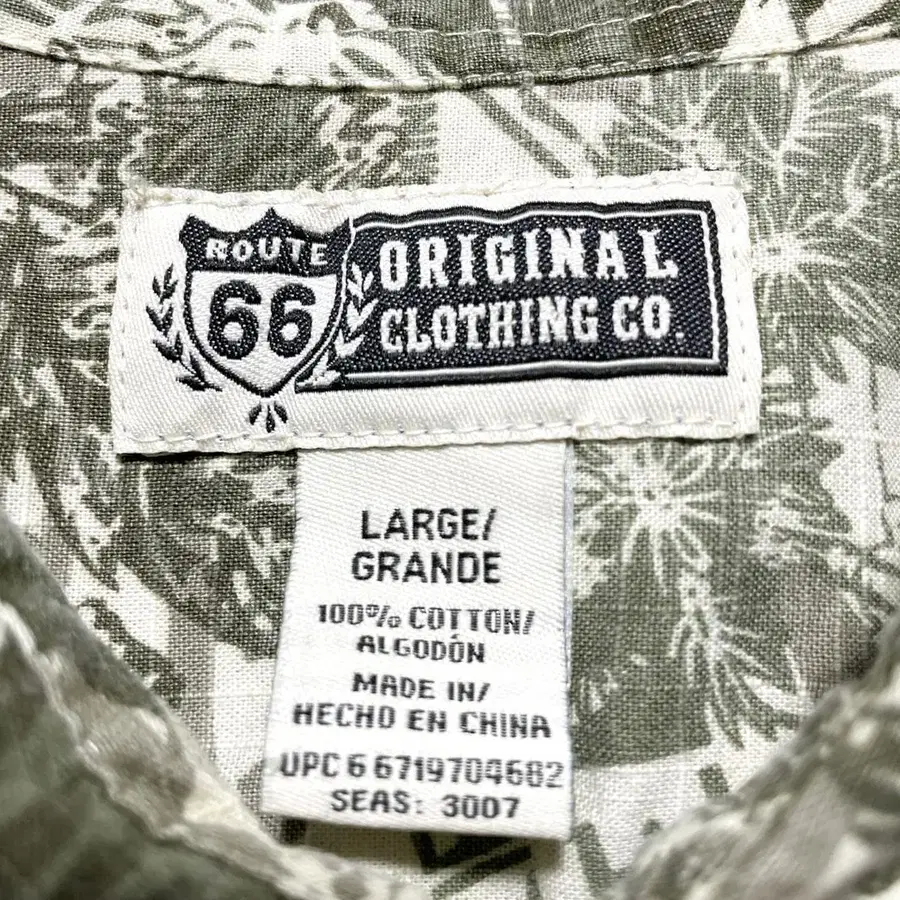 ROUTE
66
ORIGINAL
CLOTHING CO.
LARGE/
GRANDE
100% COTTON/
ALGODÓN
MADE IN/
HECHO EN CHINA
UPC 6 6719704682
SEAS: 3007